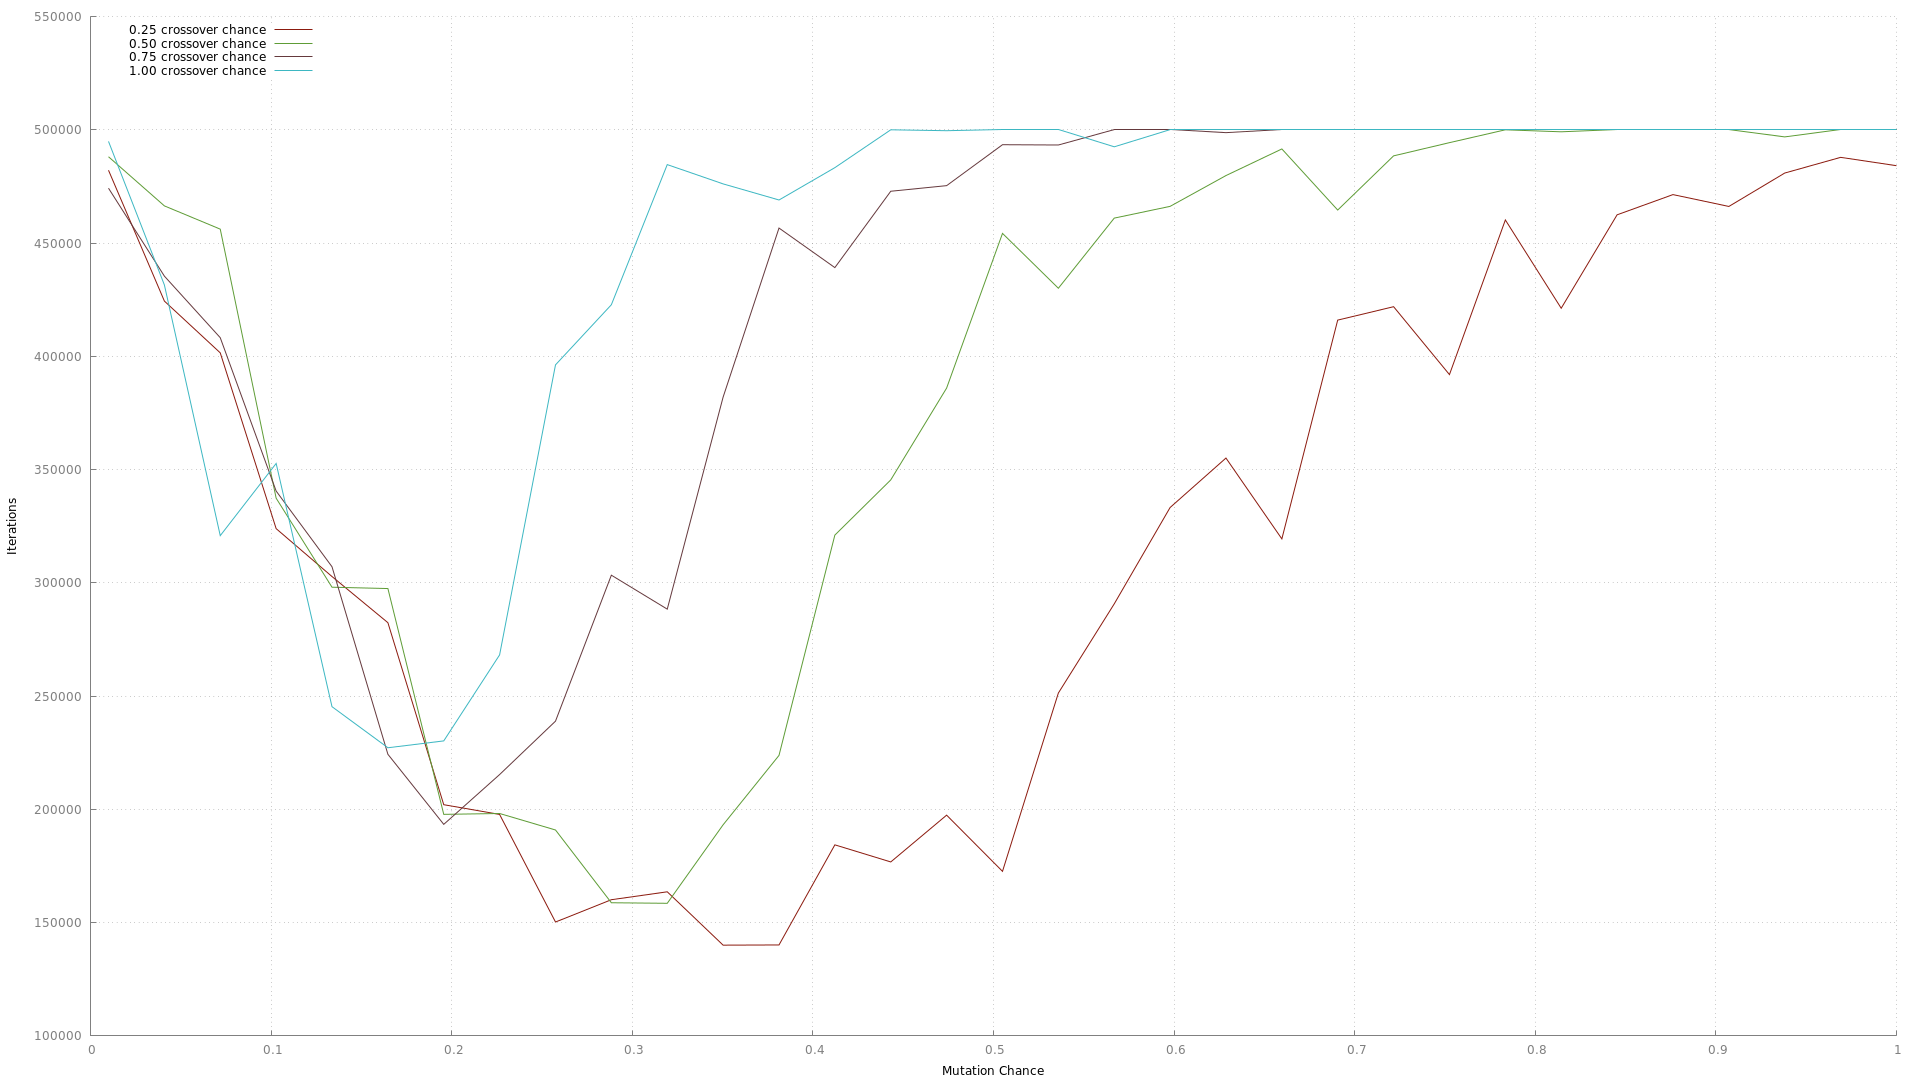 550000
0.25 crossover chance
0.50 crossover chance
0.75 crossover chance
1.00 crossover chance
500000
450000
400000
350000
Iterations
300000
250000
200000
150000
100000
0 0.1 0.2 0.3 0.4 0.5 0.6 0.7 0.8 0.9 1
Mutation Chance